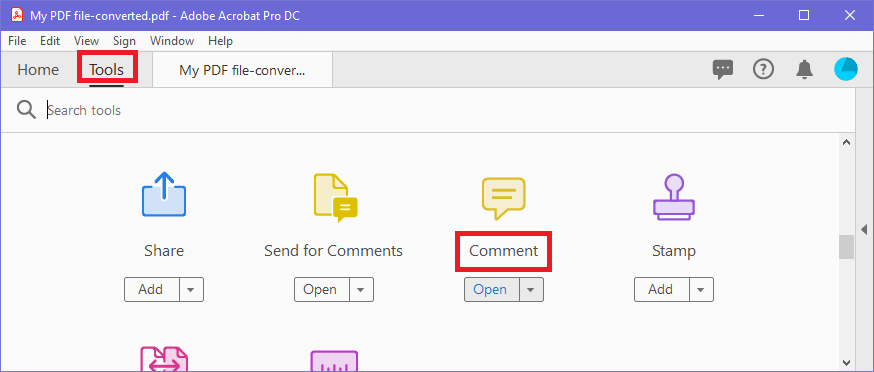 My PDF file-converted.pdf - Adobe Acrobat Pro DC
File Edit View Sign Window Help
Home Tools My PDF file-conver...
Search tools
Share Send for Comments Comment Stamp
Add Open Open Add